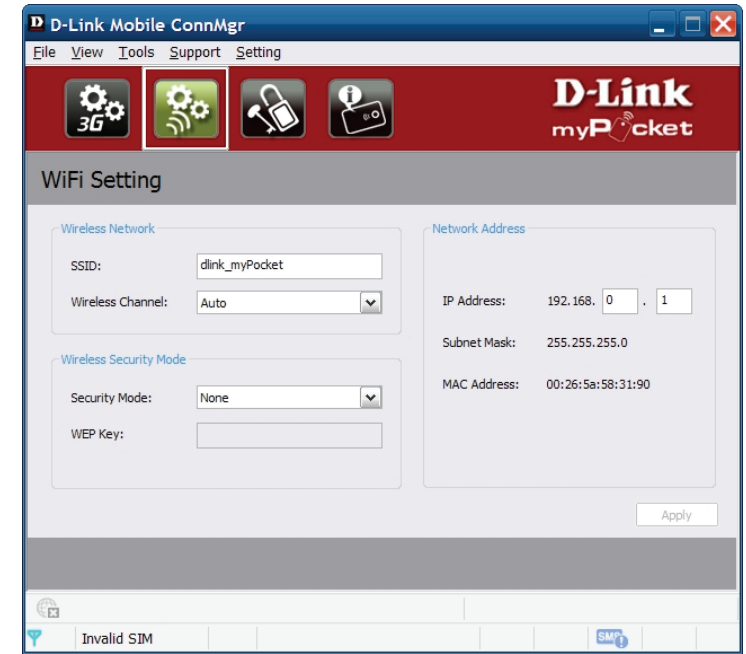 D D-Link Mobile ConnMgr
File View Tools Support Setting
3G
i
D-Link
myPocket
WiFi Setting
Wireless Network
SSID: dlink_myPocket
Wireless Channel: Auto
Wireless Security Mode
Security Mode: None
WEP Key:
Network Address
IP Address: 192.168. 0 . 1
Subnet Mask: 255.255.255.0
MAC Address: 00:26:5a:58:31:90
Apply
Invalid SIM